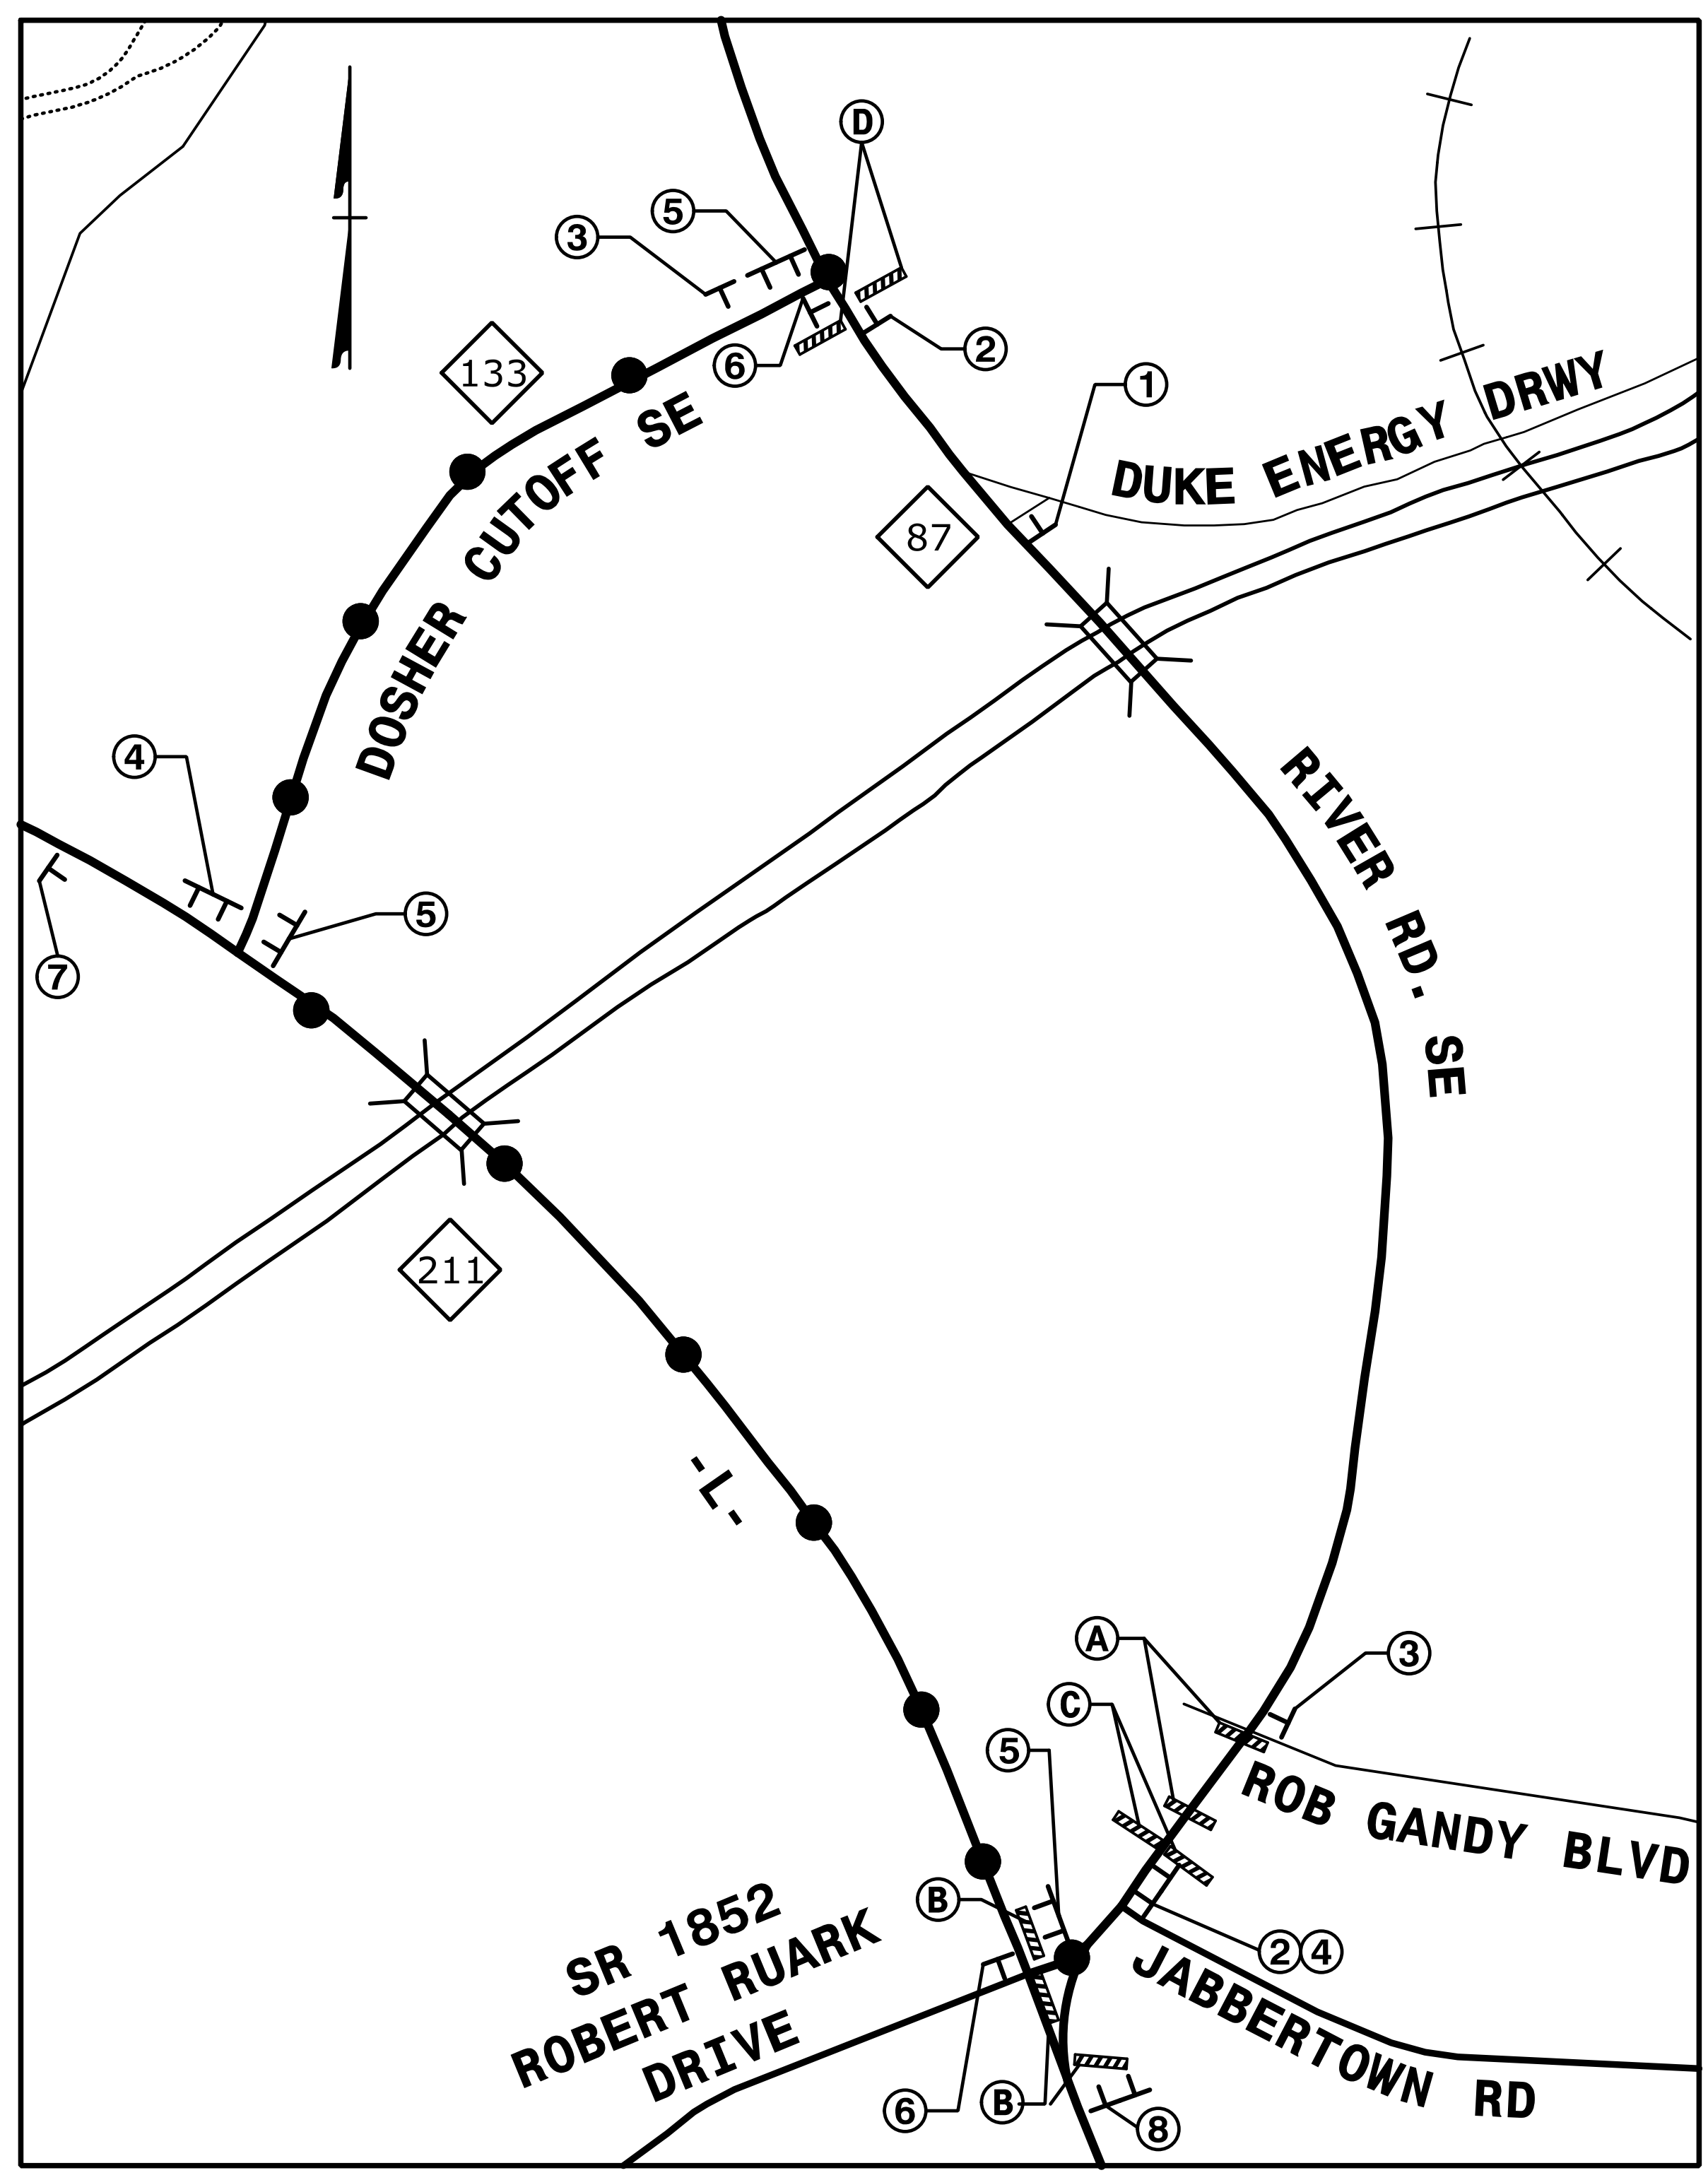 D
5
3
133
6
2
1
DUKE ENERGY DRWY
DOSHER CUTOFF SE
87
4
RIVER RD. SE
5
7
211
-L-
A
3
C
5
ROB GANDY BLVD
B
SR 1852
ROBERT RUARK
DRIVE
2 4
JABBERTOWN RD
6
B
8